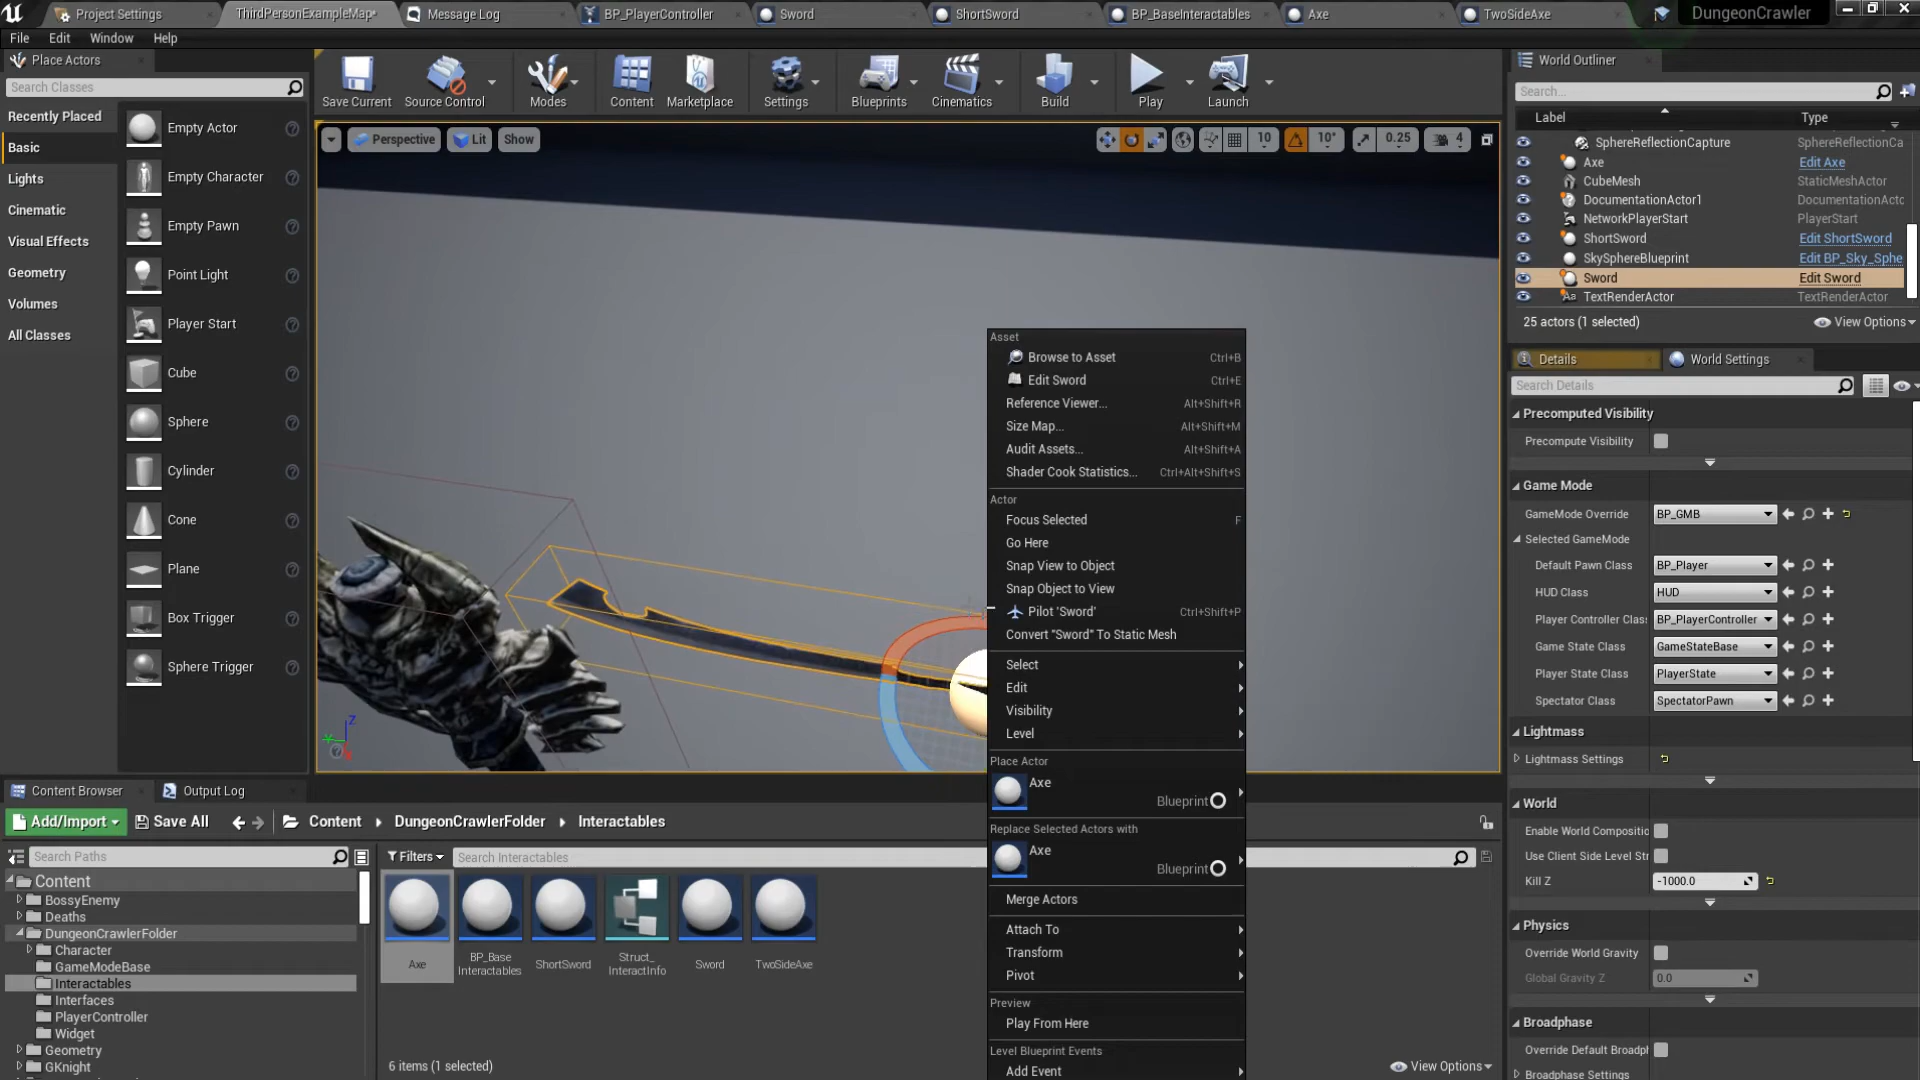 Project Settings
ThirdPersonExampleMap*
Message Log
BP_PlayerController
Sword
ShortSword
BP_BaseInteractables
Axe
TwoSideAxe
DungeonCrawler
File Edit Window Help
Place Actors
Search Classes
Recently Placed
Basic
Lights
Cinematic
Visual Effects
Geometry
Volumes
All Classes
Empty Actor
Empty Character
Empty Pawn
Point Light
Player Start
Cube
Sphere
Cylinder
Cone
Plane
Box Trigger
Sphere Trigger
Save Current
Source Control
Modes
Content
Marketplace
Settings
Blueprints
Cinematics
Build
Play
Launch
Perspective
Lit
Show
10
10°
0.25
4
Z
Asset
Browse to Asset Ctrl+B
Edit Sword Ctrl+E
Reference Viewer... Alt+Shift+R
Size Map... Alt+Shift+M
Audit Assets... Alt+Shift+A
Shader Cook Statistics... Ctrl+Alt+Shift+S
Actor
Focus Selected F
Go Here
Snap View to Object
Snap Object to View
Pilot 'Sword' Ctrl+Shift+P
Convert "Sword" To Static Mesh
Select
Edit
Visibility
Level
Place Actor
Axe
Blueprint
Replace Selected Actors with
Axe
Blueprint
Merge Actors
Attach To
Transform
Pivot
Preview
Play From Here
Level Blueprint Events
Add Event
World Outliner
Search...
Label Type
SphereReflectionCapture SphereReflectionCa
Axe Edit Axe
CubeMesh StaticMeshActor
DocumentationActor1 DocumentationActo
NetworkPlayerStart PlayerStart
ShortSword Edit ShortSword
SkySphereBlueprint Edit BP_Sky_Sphe
Sword Edit Sword
TextRenderActor TextRenderActor
25 actors (1 selected)
View Options
Details
World Settings
Search Details
Precomputed Visibility
Precompute Visibility
Game Mode
GameMode Override BP_GMB
Selected GameMode
Default Pawn Class BP_Player
HUD Class HUD
Player Controller Class BP_PlayerController
Game State Class GameStateBase
Player State Class PlayerState
Spectator Class SpectatorPawn
Lightmass
Lightmass Settings
World
Enable World Compositio
Use Client Side Level Str
Kill Z -1000.0
Physics
Override World Gravity
Global Gravity Z 0.0
Broadphase
Override Default Broadph
Broadphase Settings
Content Browser
Output Log
Add/Import
Save All
Content DungeonCrawlerFolder Interactables
Search Paths
Filters
Search Interactables
Content
BossyEnemy
Deaths
DungeonCrawlerFolder
Character
GameModeBase
Interactables
Interfaces
PlayerController
Widget
Geometry
GKnight
Axe
BP_Base
Interactables
ShortSword
Struct_
InteractInfo
Sword
TwoSideAxe
6 items (1 selected)
View Options